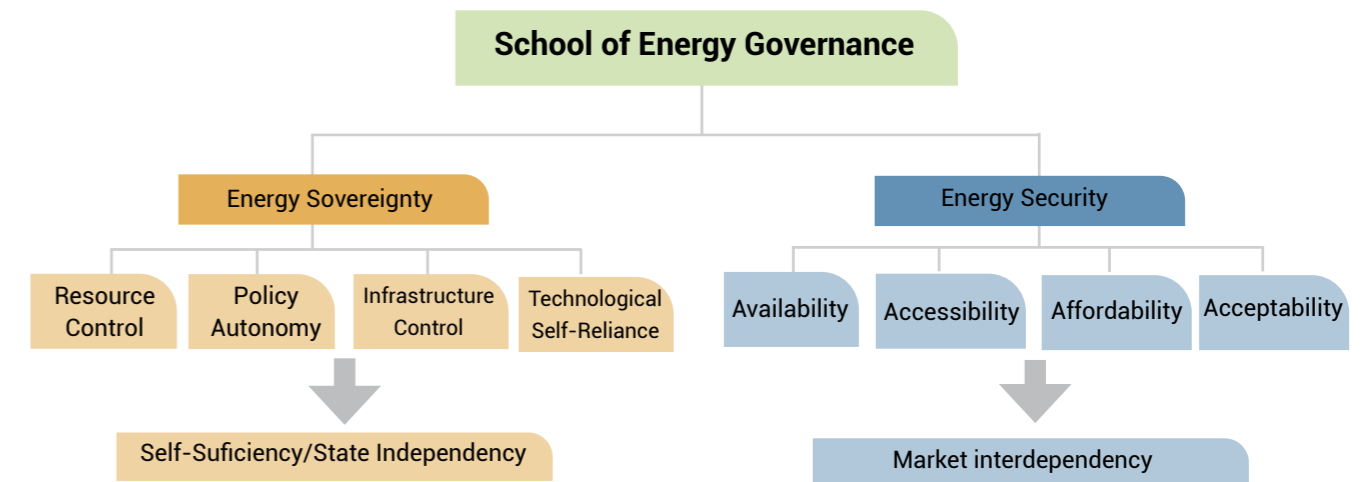 School of Energy Governance
Energy Sovereignty
Energy Security
Resource
Control
Policy
Autonomy
Infrastructure
Control
Technological
Self-Reliance
Availability
Accessibility
Affordability
Acceptability
Self-Suficiency/State Independency
Market interdependency